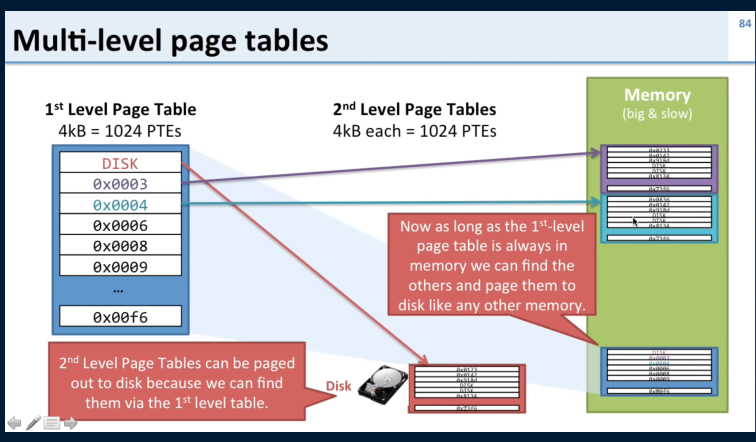 84
Multi-level page tables
1st Level Page Table
4kB = 1024 PTEs
DISK
0x0003
0x0004
0x0006
0x0008
0x0009
...
0x00f6
2nd Level Page Tables
4kB each = 1024 PTEs
Memory
(big & slow)
Now as long as the 1st-level
page table is always in
memory we can find the
others and page them to
disk like any other memory.
2nd Level Page Tables can be paged
out to disk because we can find
them via the 1st level table.
Disk